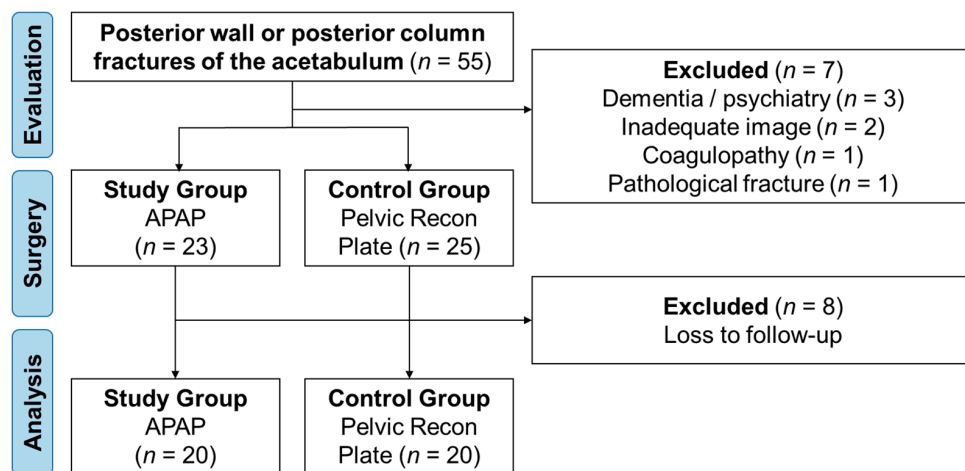 Evaluation
Posterior wall or posterior column
fractures of the acetabulum (n = 55)
Excluded (n = 7)
Dementia / psychiatry (n = 3)
Inadequate image (n = 2)
Coagulopathy (n = 1)
Pathological fracture (n = 1)
Surgery
Study Group
APAP
(n = 23)
Control Group
Pelvic Recon
Plate (n = 25)
Excluded (n = 8)
Loss to follow-up
Analysis
Study Group
APAP
(n = 20)
Control Group
Pelvic Recon
Plate (n = 20)